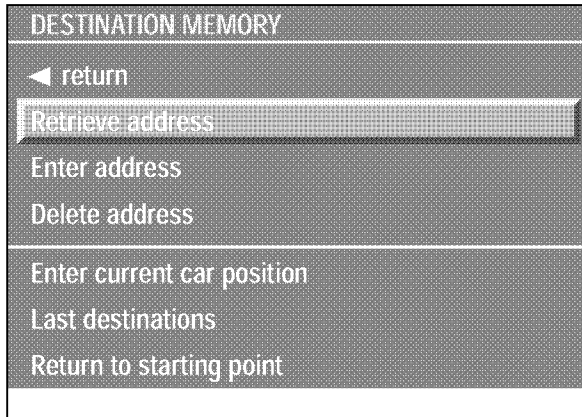 DESTINATION MEMORY
◄ return
Retrieve address
Enter address
Delete address
Enter current car position
Last destinations
Return to starting point